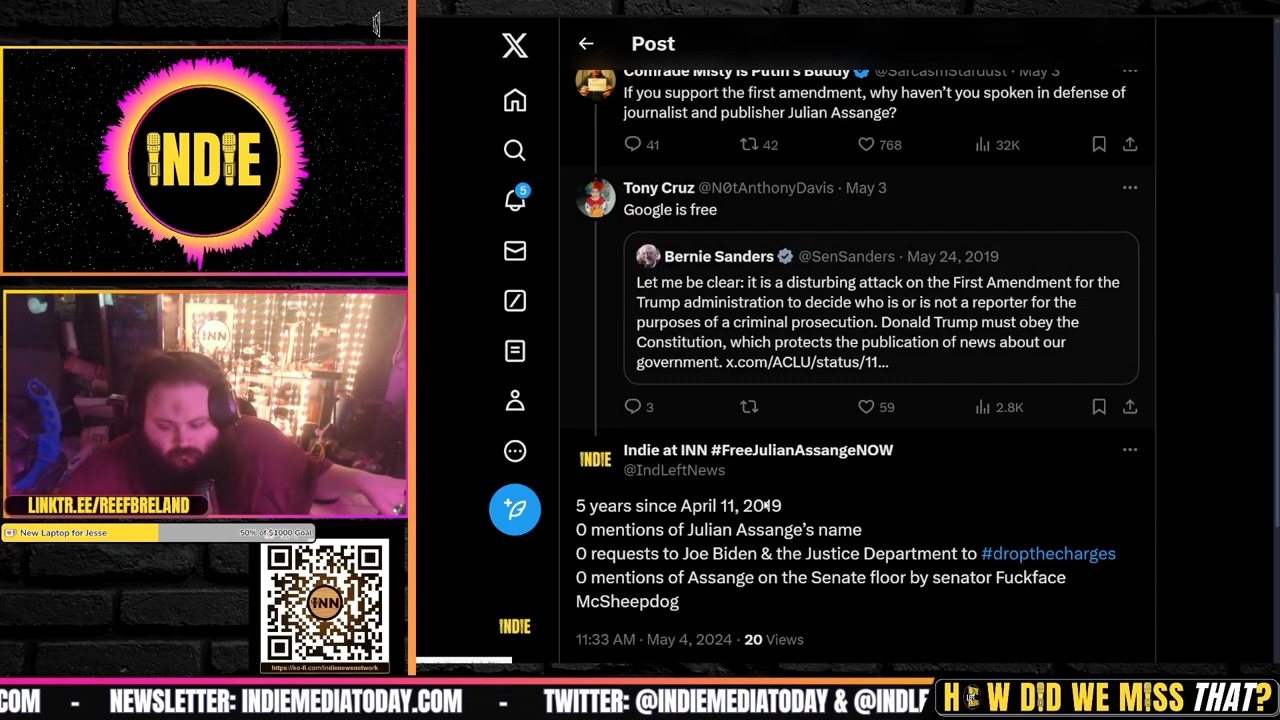 INDIE
INN
LINKTR.EE/REEFBRELAND
New Laptop for Jesse
50% of $1000 Goal
INN
https://ko-fi.com/indienewsnetwork
Post
Comrade Misty Is Putin's Buddy @SarcasmStardust · May 3
If you support the first amendment, why haven't you spoken in defense of
journalist and publisher Julian Assange?
41 42 768 32K
5
Tony Cruz @N0tAnthonyDavis · May 3
Google is free
Bernie Sanders @SenSanders · May 24, 2019
Let me be clear: it is a disturbing attack on the First Amendment for the
Trump administration to decide who is or is not a reporter for the
purposes of a criminal prosecution. Donald Trump must obey the
Constitution, which protects the publication of news about our
government. x.com/ACLU/status/11...
3 59 2.8K
INDIE
Indie at INN #FreeJulianAssangeNOW
@IndLeftNews
5 years since April 11, 2019
0 mentions of Julian Assange's name
0 requests to Joe Biden & the Justice Department to #dropthecharges
0 mentions of Assange on the Senate floor by senator Fuckface
McSheepdog
INDIE
11:33 AM · May 4, 2024 · 20 Views
COM - NEWSLETTER: INDIEMEDIATODAY.COM - TWITTER: @INDIEMEDIATODAY & @INDLF
HOW DID WE MISS THAT?